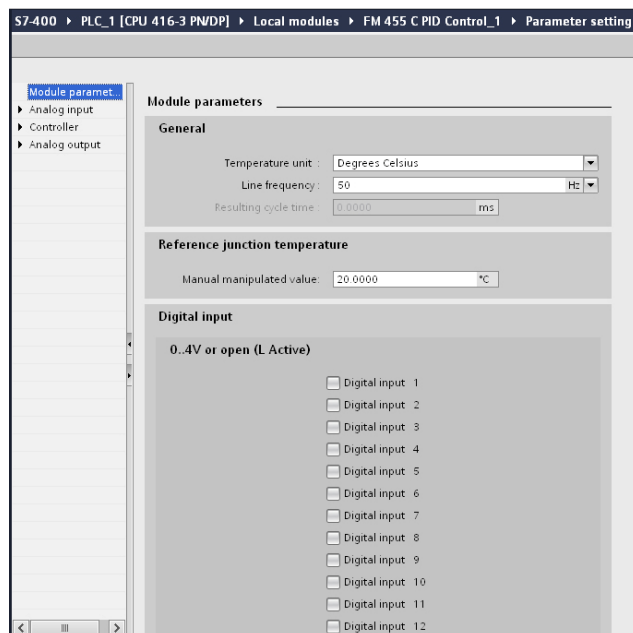 S7-400 ▸ PLC_1 [CPU 416-3 PN/DP] ▸ Local modules ▸ FM 455 C PID Control_1 ▸ Parameter setting
Module paramet...
Analog input
Controller
Analog output
Module parameters
General
Temperature unit : Degrees Celsius
Line frequency : 50 Hz
Resulting cycle time : 0.0000 ms
Reference junction temperature
Manual manipulated value: 20.0000 °C
Digital input
0..4V or open (L Active)
Digital input 1
Digital input 2
Digital input 3
Digital input 4
Digital input 5
Digital input 6
Digital input 7
Digital input 8
Digital input 9
Digital input 10
Digital input 11
Digital input 12